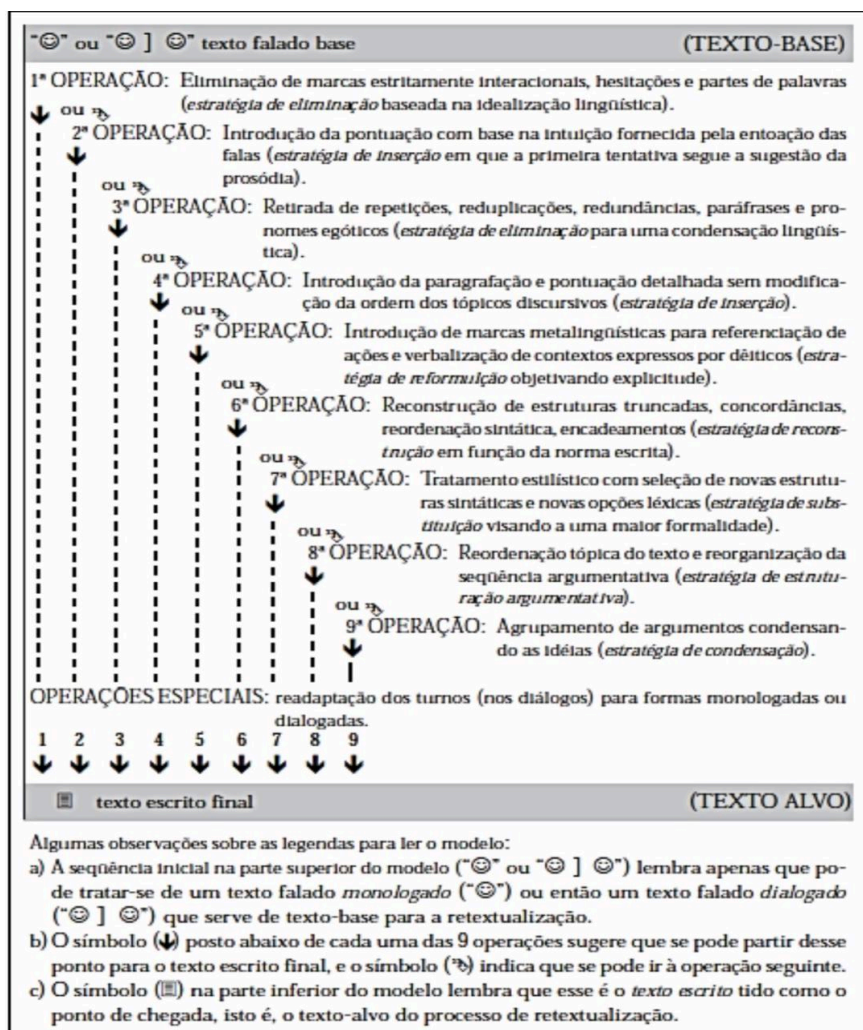 "☺" ou "☺ ] ☺" texto falado base (TEXTO-BASE)
1ª OPERAÇÃO: Eliminação de marcas estritamente interacionais, hesitações e partes de palavras
(estratégia de eliminação baseada na idealização lingüística).
ou
2ª OPERAÇÃO: Introdução da pontuação com base na intuição fornecida pela entoação das
falas (estratégia de inserção em que a primeira tentativa segue a sugestão da
prosódia).
ou
3ª OPERAÇÃO: Retirada de repetições, reduplicações, redundâncias, paráfrases e pro-
nomes egóticos (estratégia de eliminação para uma condensação lingüís-
tica).
ou
4ª OPERAÇÃO: Introdução da paragrafação e pontuação detalhada sem modifica-
ção da ordem dos tópicos discursivos (estratégia de inserção).
ou
5ª OPERAÇÃO: Introdução de marcas metalingüísticas para referenciação de
ações e verbalização de contextos expressos por dêiticos (estra-
tégia de reformulção objetivando explicitude).
ou
6ª OPERAÇÃO: Reconstrução de estruturas truncadas, concordâncias,
reordenação sintática, encadeamentos (estratégia de recons-
trução em função da norma escrita).
ou
7ª OPERAÇÃO: Tratamento estilístico com seleção de novas estrutu-
ras sintáticas e novas opções léxicas (estratégia de subs-
tituição visando a uma maior formalidade).
ou
8ª OPERAÇÃO: Reordenação tópica do texto e reorganização da
seqüência argumentativa (estratégia de estrutu-
ração argumentativa).
ou
9ª OPERAÇÃO: Agrupamento de argumentos condensan-
do as idéias (estratégia de condensação).
OPERAÇÕES ESPECIAIS: readaptação dos turnos (nos diálogos) para formas monologadas ou
dialogadas.
1 2 3 4 5 6 7 8 9
texto escrito final (TEXTO ALVO)
Algumas observações sobre as legendas para ler o modelo:
a) A seqüência inicial na parte superior do modelo ("☺" ou "☺ ] ☺") lembra apenas que po-
de tratar-se de um texto falado monologado ("☺") ou então um texto falado dialogado
("☺ ] ☺") que serve de texto-base para a retextualização.
b) O símbolo (↓) posto abaixo de cada uma das 9 operações sugere que se pode partir desse
ponto para o texto escrito final, e o símbolo (➘) indica que se pode ir à operação seguinte.
c) O símbolo (▤) na parte inferior do modelo lembra que esse é o texto escrito tido como o
ponto de chegada, isto é, o texto-alvo do processo de retextualização.